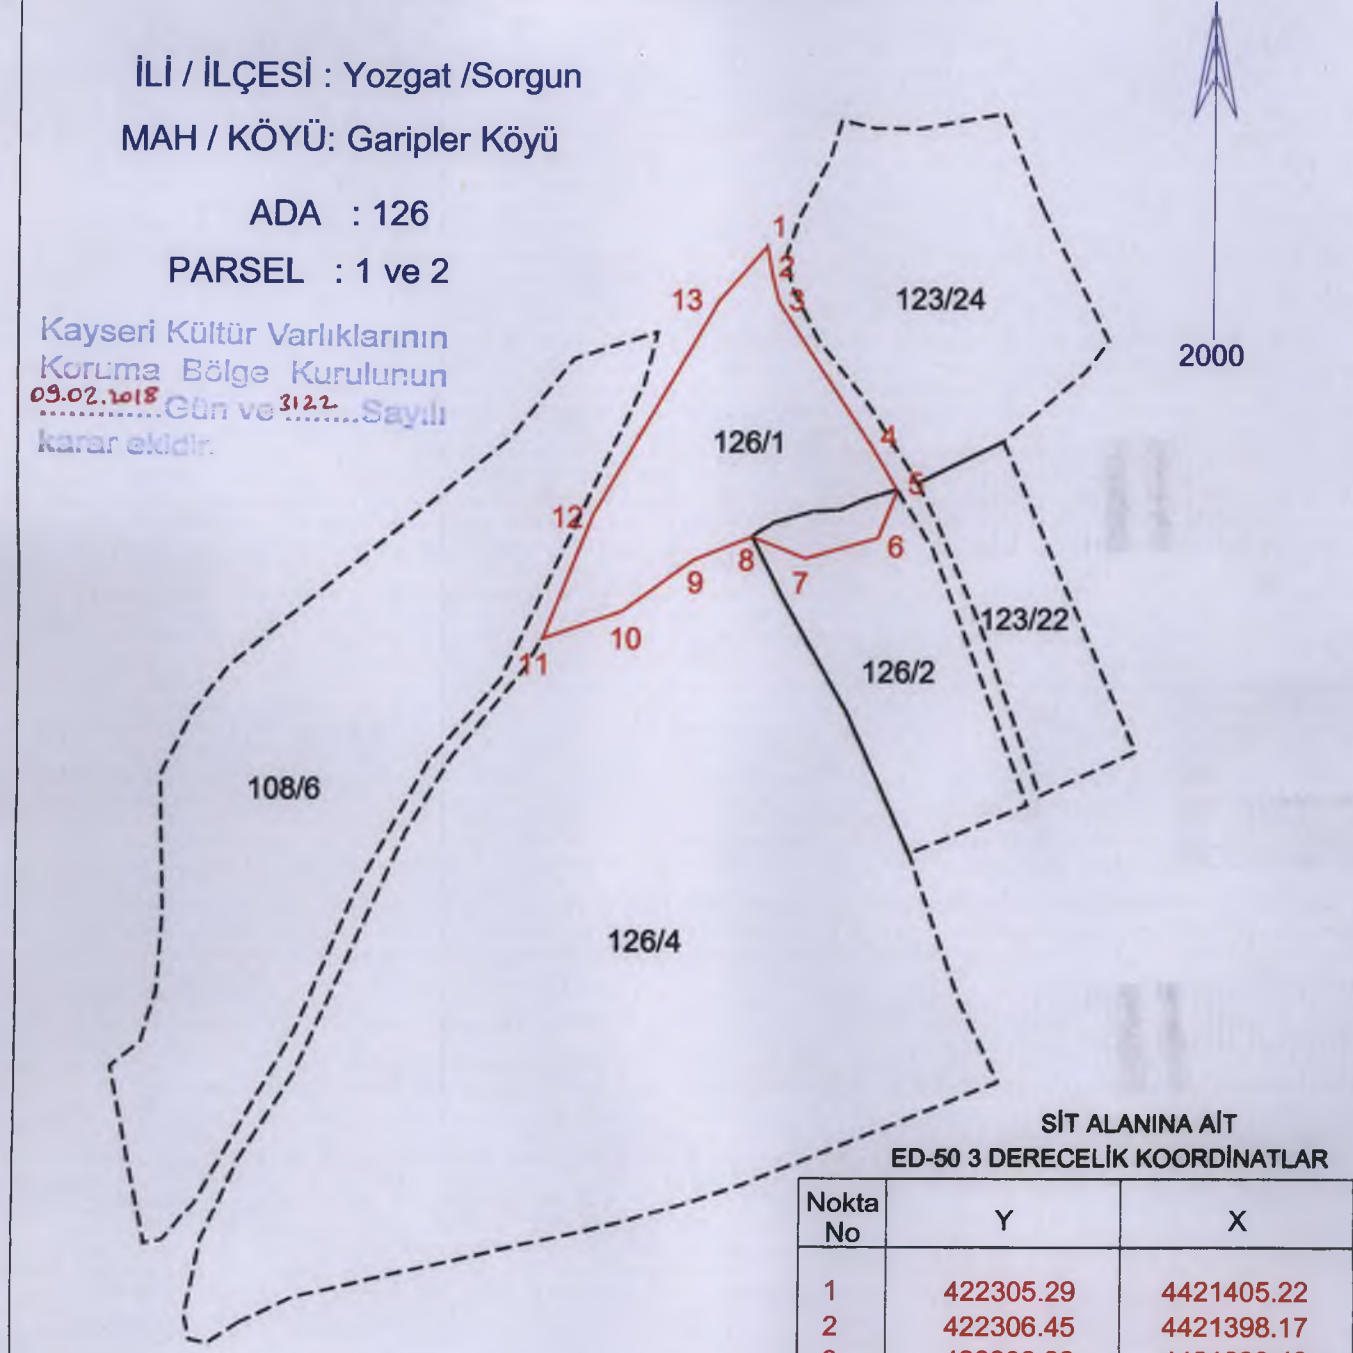 İLİ / İLÇESİ : Yozgat /Sorgun
MAH / KÖYÜ: Garipler Köyü
ADA : 126
PARSEL : 1 ve 2
Kayseri Kültür Varlıklarının
Koruma Bölge Kurulunun
09.02.2018 Gün ve 3122 Sayılı
karar ekidir.
2000
1
2
3
13
123/24
4
126/1
5
12
6
8
7
9
10
11
123/22
126/2
108/6
126/4
SİT ALANINA AİT
ED-50 3 DERECELİK KOORDİNATLAR
Nokta No Y X
1 422305.29 4421405.22
2 422306.45 4421398.17